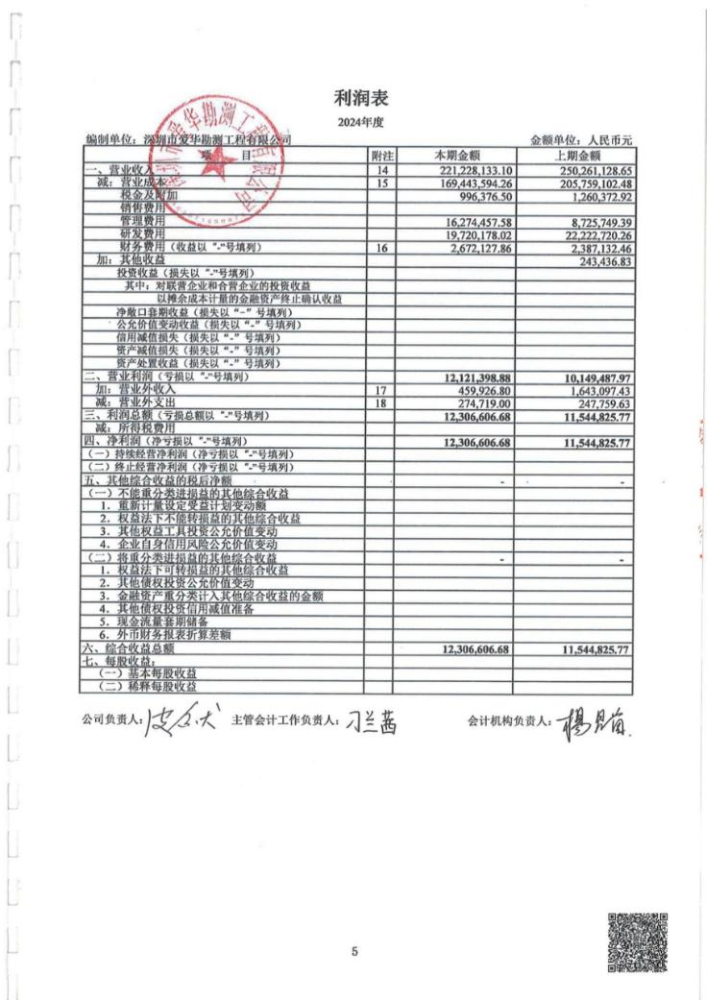 利润表
2024年度
编制单位：深圳市爱华勘测工程有限公司 金额单位：人民币元
项 目 附注 本期金额 上期金额
一、营业收入 14 221,228,133.10 250,261,128.65
减：营业成本 15 169,443,594.26 205,759,102.48
税金及附加 996,376.50 1,260,372.92
销售费用
管理费用 16,274,457.58 8,725,749.39
研发费用 19,720,178.02 22,222,720.26
财务费用（收益以"-"号填列） 16 2,672,127.86 2,387,132.46
加：其他收益 243,436.83
投资收益（损失以"-"号填列）
其中：对联营企业和合营企业的投资收益
以摊余成本计量的金融资产终止确认收益
净敞口套期收益（损失以“-”号填列）
公允价值变动收益（损失以“-”号填列）
信用减值损失（损失以“-”号填列）
资产减值损失（损失以“-”号填列）
资产处置收益（损失以“-”号填列）
二、营业利润（亏损以"-"号填列） 12,121,398.88 10,149,487.97
加：营业外收入 17 459,926.80 1,643,097.43
减：营业外支出 18 274,719.00 247,759.63
三、利润总额（亏损总额以"-"号填列） 12,306,606.68 11,544,825.77
减：所得税费用
四、净利润（净亏损以"-"号填列） 12,306,606.68 11,544,825.77
（一）持续经营净利润（净亏损以"-"号填列）
（二）终止经营净利润（净亏损以"-"号填列）
五、其他综合收益的税后净额 - -
（一）不能重分类进损益的其他综合收益
1．重新计量设定受益计划变动额
2．权益法下不能转损益的其他综合收益
3．其他权益工具投资公允价值变动
4．企业自身信用风险公允价值变动
（二）将重分类进损益的其他综合收益 - -
1．权益法下可转损益的其他综合收益
2．其他债权投资公允价值变动
3．金融资产重分类计入其他综合收益的金额
4．其他债权投资信用减值准备
5．现金流量套期储备
6．外币财务报表折算差额
六、综合收益总额 12,306,606.68 11,544,825.77
七、每股收益：
（一）基本每股收益
（二）稀释每股收益
公司负责人： 主管会计工作负责人：刁兰茜 会计机构负责人：
5